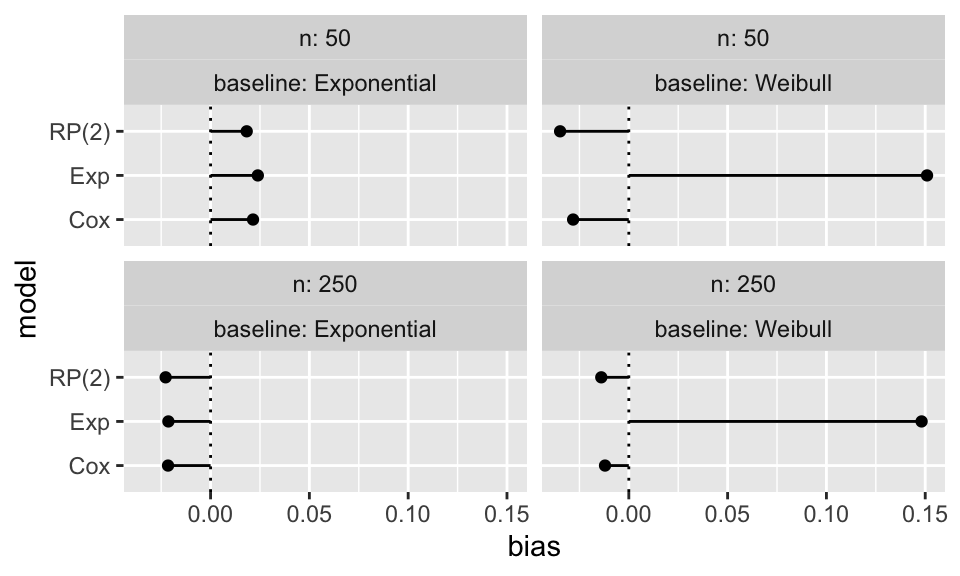 n: 50
baseline: Exponential
n: 50
baseline: Weibull
RP(2)
Exp
Cox
n: 250
baseline: Exponential
n: 250
baseline: Weibull
RP(2)
Exp
Cox
model
0.00 0.05 0.10 0.15
0.00 0.05 0.10 0.15
bias